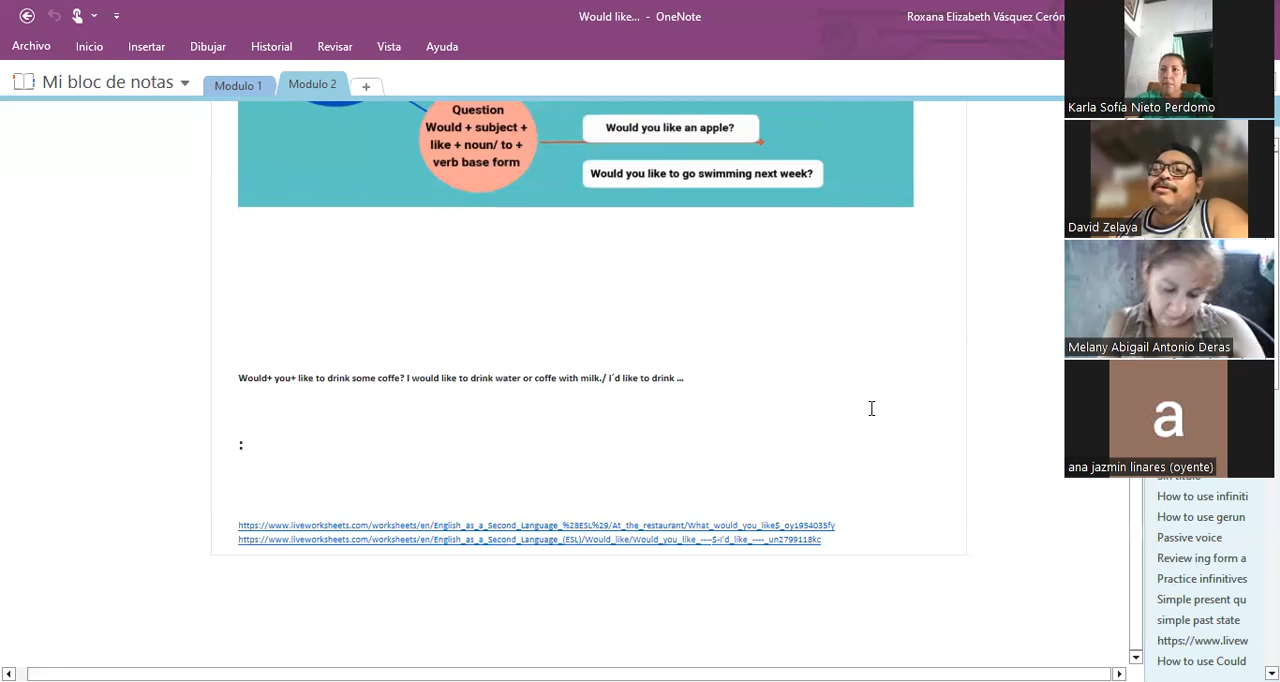 Would like... - OneNote
Roxana Elizabeth Vásquez Cerón
Archivo Inicio Insertar Dibujar Historial Revisar Vista Ayuda
Mi bloc de notas Modulo 1 Modulo 2 +
Question
Would + subject +
like + noun/ to +
verb base form
Would you like an apple?
Would you like to go swimming next week?
Would+ you+ like to drink some coffe? I would like to drink water or coffe with milk./ I´d like to drink ...
:
https://www.liveworksheets.com/worksheets/en/English_as_a_Second_Language_%28ESL%29/At_the_restaurant/What_would_you_like$_oy1954035fy
https://www.liveworksheets.com/worksheets/en/English_as_a_Second_Language_(ESL)/Would_like/Would_you_like_----$-I'd_like_----_un2799118kc
Karla Sofía Nieto Perdomo
David Zelaya
Melany Abigail Antonio Deras
a
ana jazmin linares (oyente)
How to use infiniti
How to use gerun
Passive voice
Review ing form a
Practice infinitives
Simple present qu
simple past state
https://www.livew
How to use Could